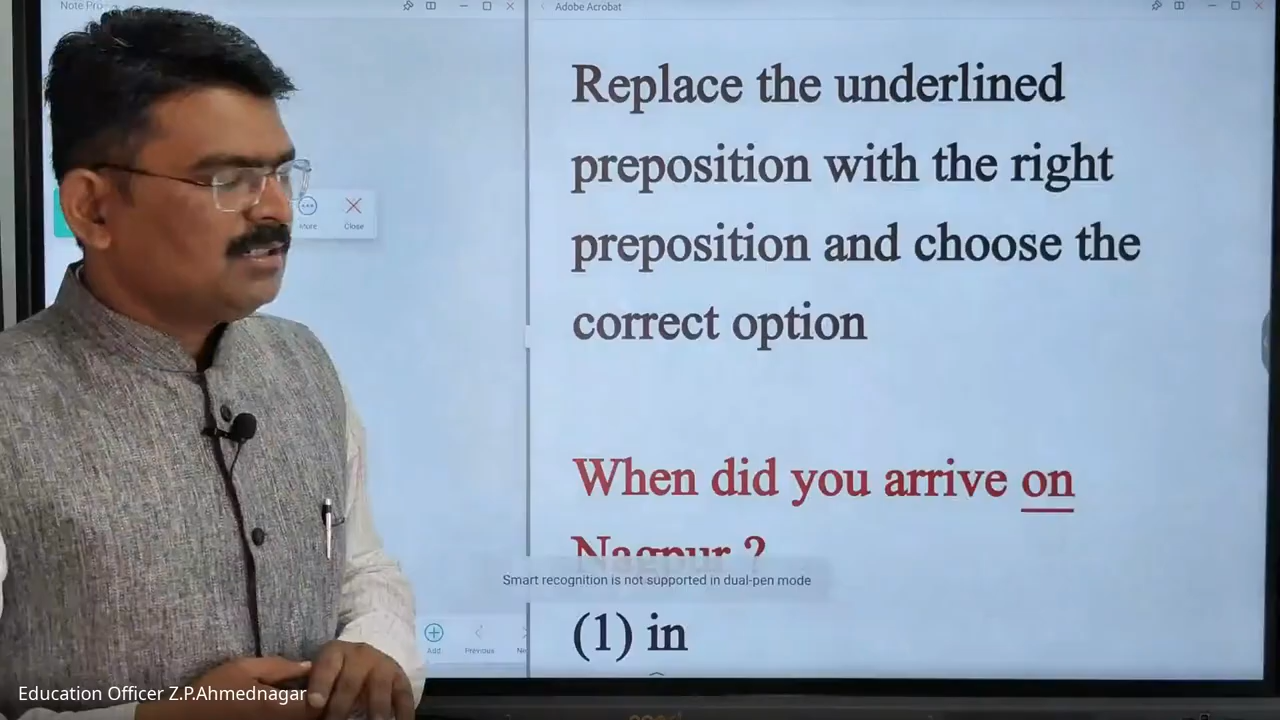 Adobe Acrobat
Replace the underlined
preposition with the right
preposition and choose the
correct option
When did you arrive on
Nagpur ?
Smart recognition is not supported in dual-pen mode
(1) in
More
Close
Add
Previous
Education Officer Z.P.Ahmednagar